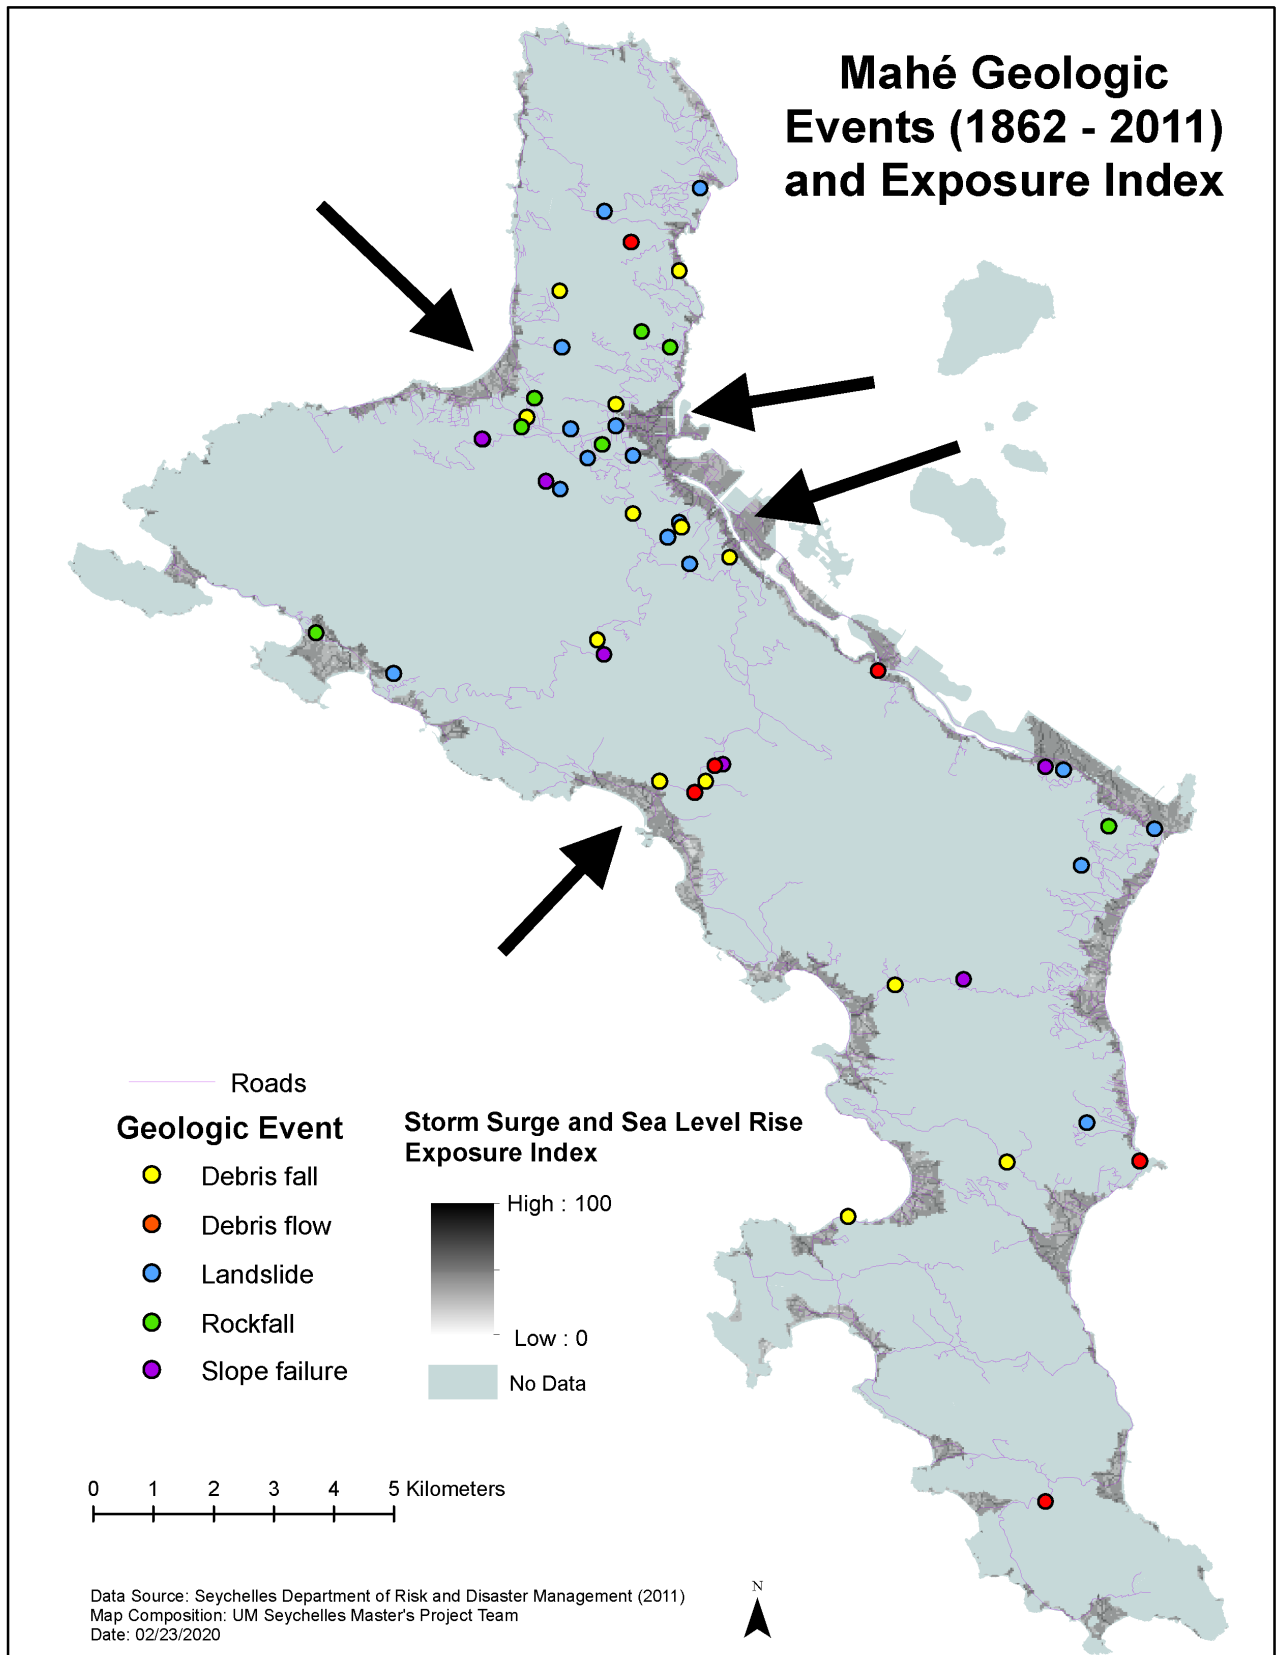 Mahé Geologic
Events (1862 - 2011)
and Exposure Index
Roads
Geologic Event
Debris fall
Debris flow
Landslide
Rockfall
Slope failure
Storm Surge and Sea Level Rise
Exposure Index
High : 100
Low : 0
No Data
0 1 2 3 4 5 Kilometers
Data Source: Seychelles Department of Risk and Disaster Management (2011)
Map Composition: UM Seychelles Master's Project Team
Date: 02/23/2020
N